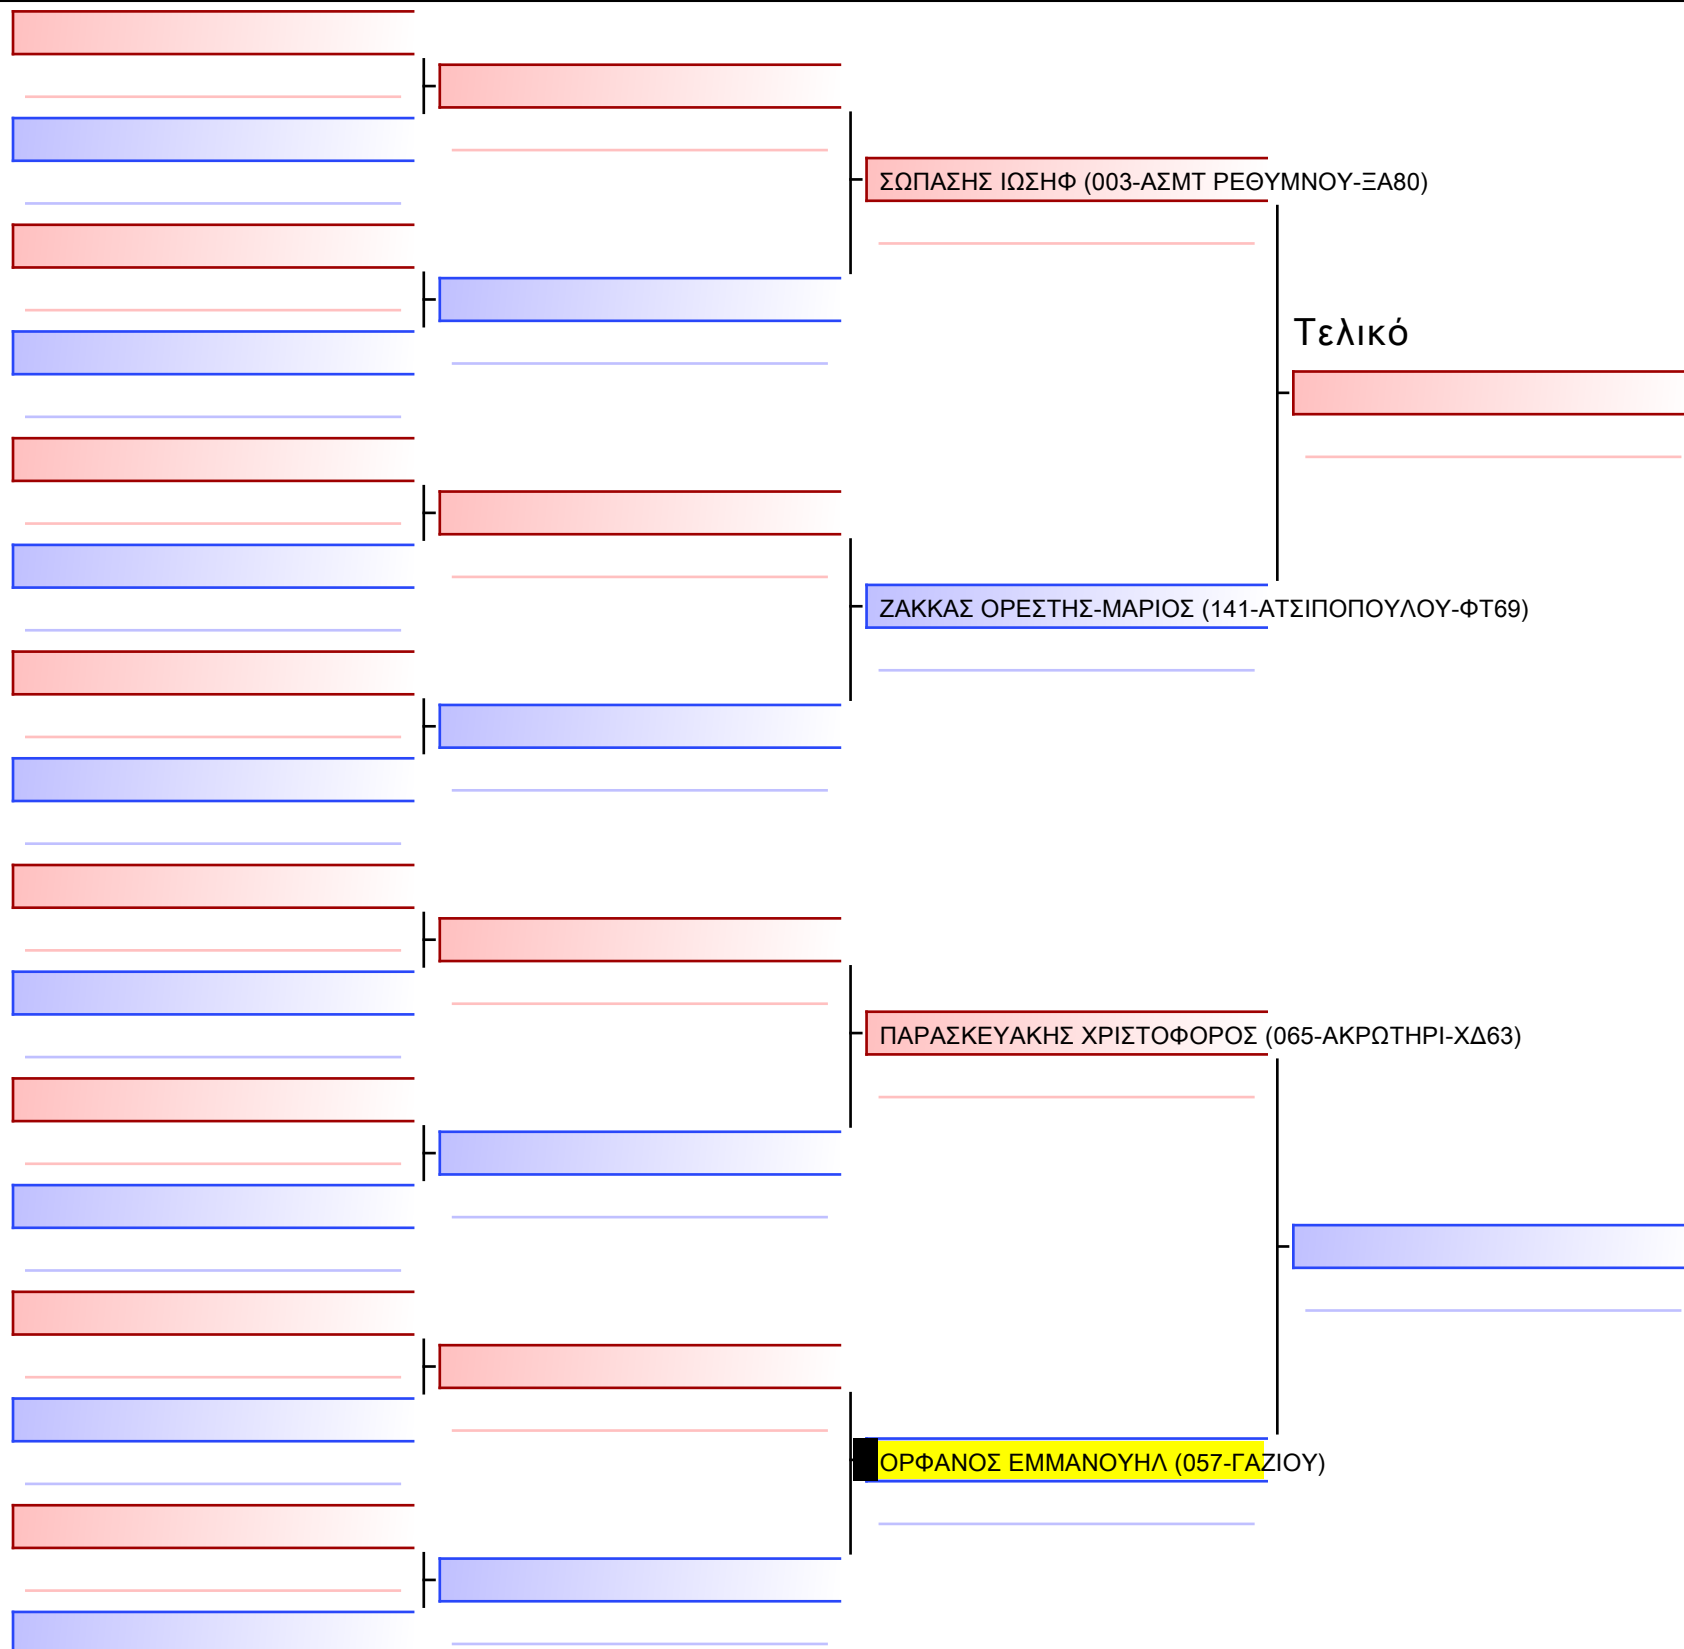 ΣΩΠΑΣΗΣ ΙΩΣΗΦ (003-ΑΣΜΤ ΡΕΘΥΜΝΟΥ-ΞΑ80)
Τελικό
ΖΑΚΚΑΣ ΟΡΕΣΤΗΣ-ΜΑΡΙΟΣ (141-ΑΤΣΙΠΟΠΟΥΛΟΥ-ΦΤ69)
ΠΑΡΑΣΚΕΥΑΚΗΣ ΧΡΙΣΤΟΦΟΡΟΣ (065-ΑΚΡΩΤΗΡΙ-ΧΔ63)
ΟΡΦΑΝΟΣ ΕΜΜΑΝΟΥΗΛ (057-ΓΑΖΙΟΥ)